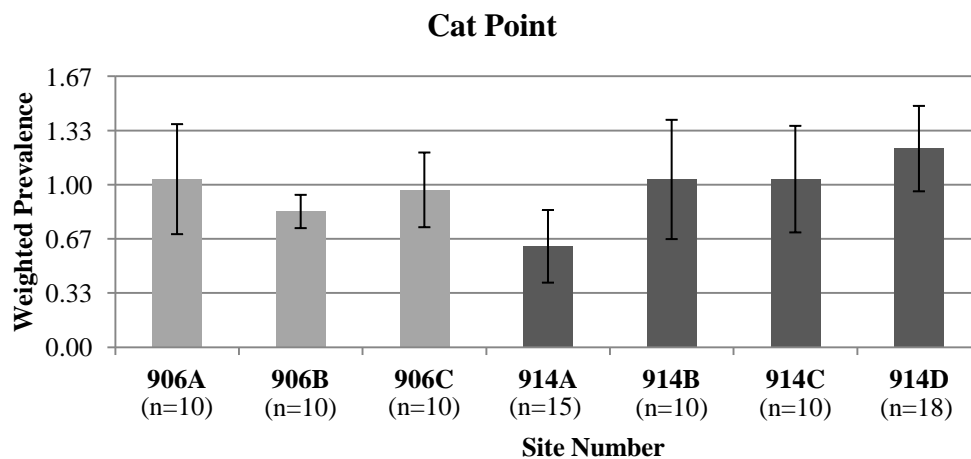 Cat Point
Weighted Prevalence
1.67
1.33
1.00
0.67
0.33
0.00
906A 906B 906C 914A 914B 914C 914D
(n=10) (n=10) (n=10) (n=15) (n=10) (n=10) (n=18)
Site Number